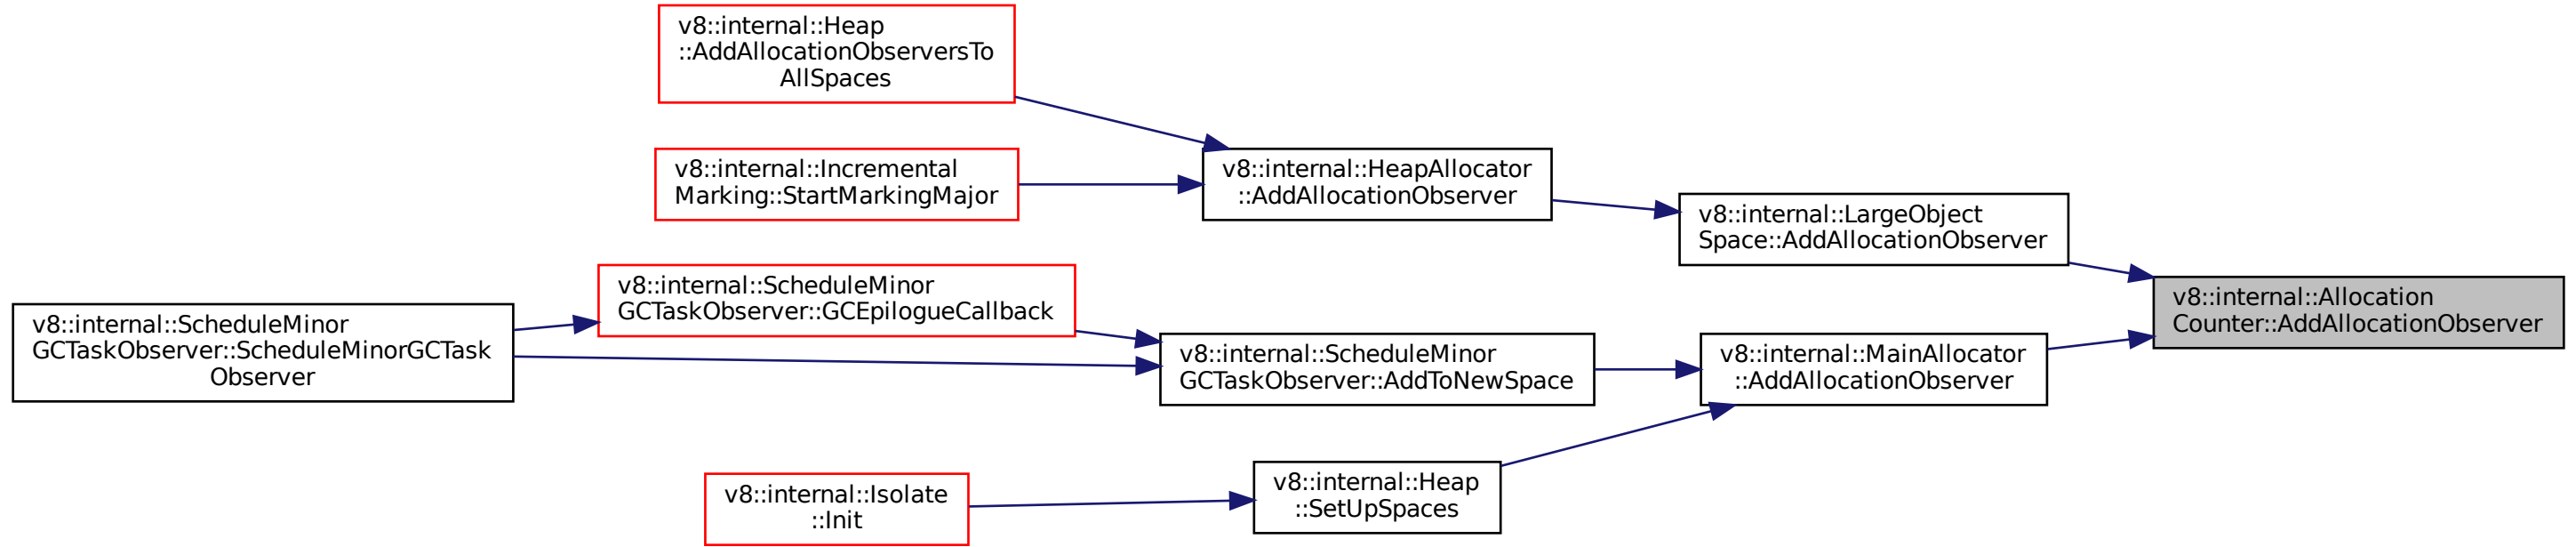 v8::internal::Heap
::AddAllocationObserversTo
AllSpaces
v8::internal::Incremental
Marking::StartMarkingMajor
v8::internal::HeapAllocator
::AddAllocationObserver
v8::internal::LargeObject
Space::AddAllocationObserver
v8::internal::Allocation
Counter::AddAllocationObserver
v8::internal::ScheduleMinor
GCTaskObserver::GCEpilogueCallback
v8::internal::ScheduleMinor
GCTaskObserver::ScheduleMinorGCTask
Observer
v8::internal::ScheduleMinor
GCTaskObserver::AddToNewSpace
v8::internal::MainAllocator
::AddAllocationObserver
v8::internal::Isolate
::Init
v8::internal::Heap
::SetUpSpaces